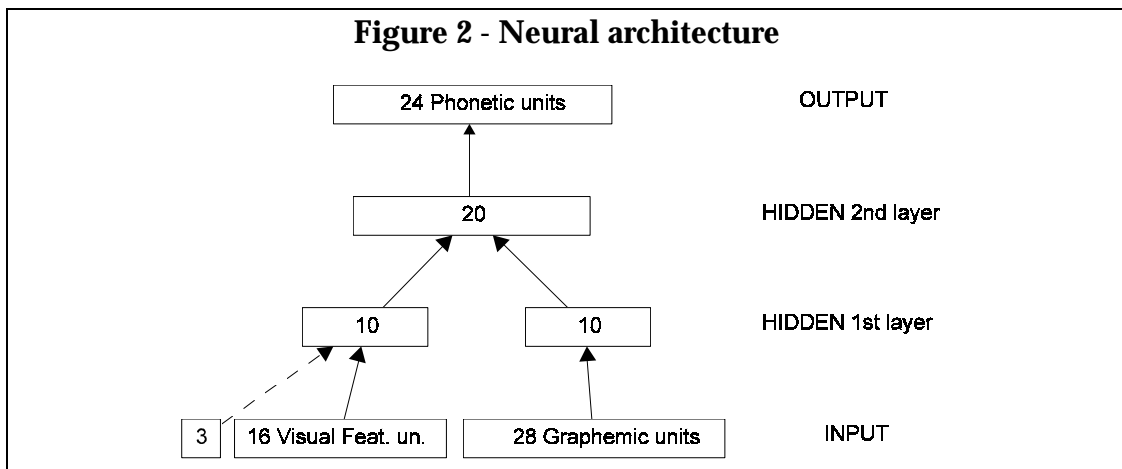 Figure 2 - Neural architecture
24 Phonetic units OUTPUT
20 HIDDEN 2nd layer
10 10 HIDDEN 1st layer
3 16 Visual Feat. un. 28 Graphemic units INPUT